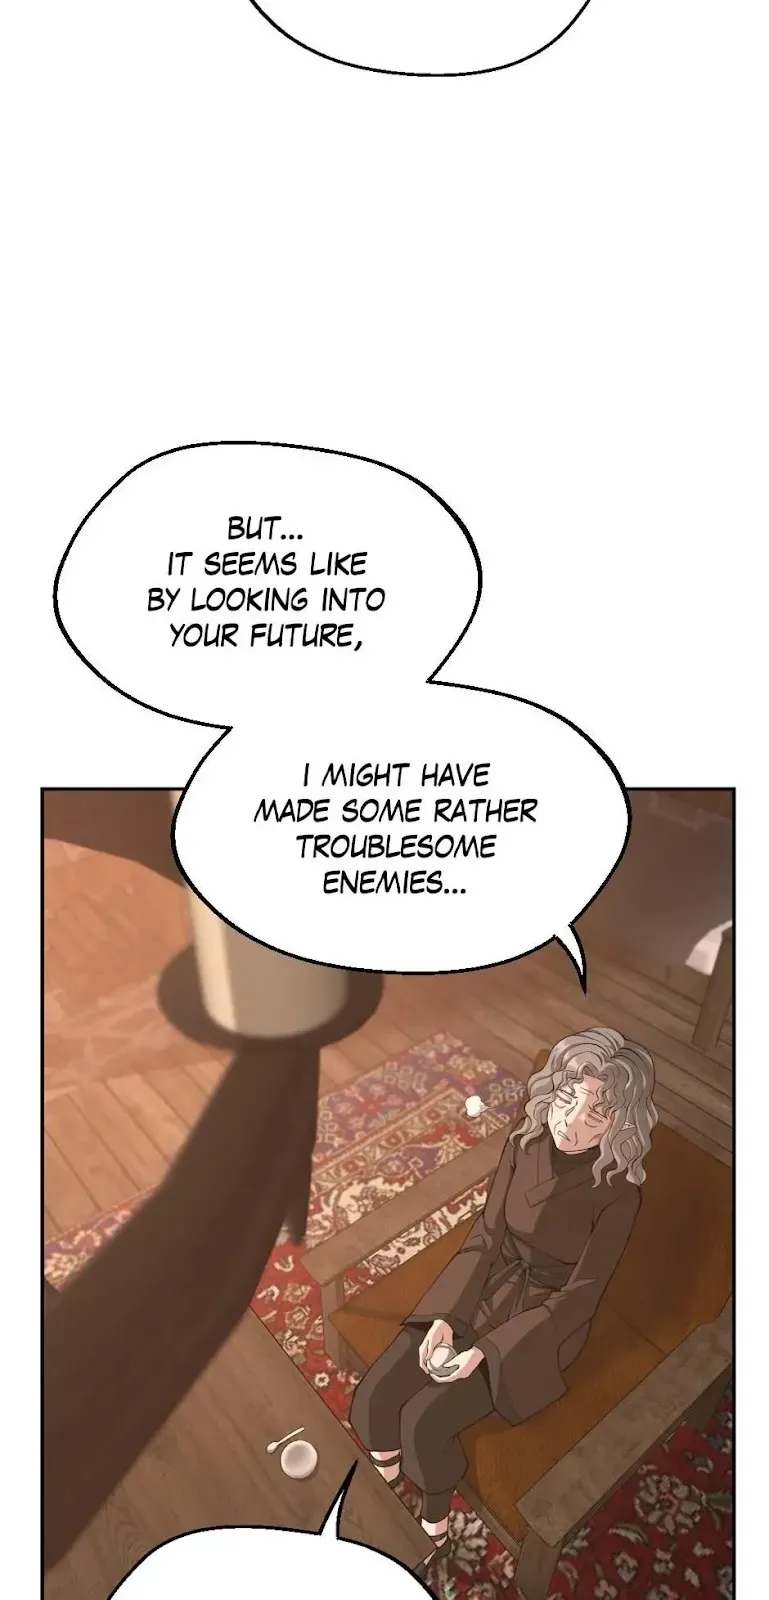 BUT...
IT SEEMS LIKE
BY LOOKING INTO
YOUR FUTURE,
I MIGHT HAVE
MADE SOME RATHER
TROUBLESOME
ENEMIES...